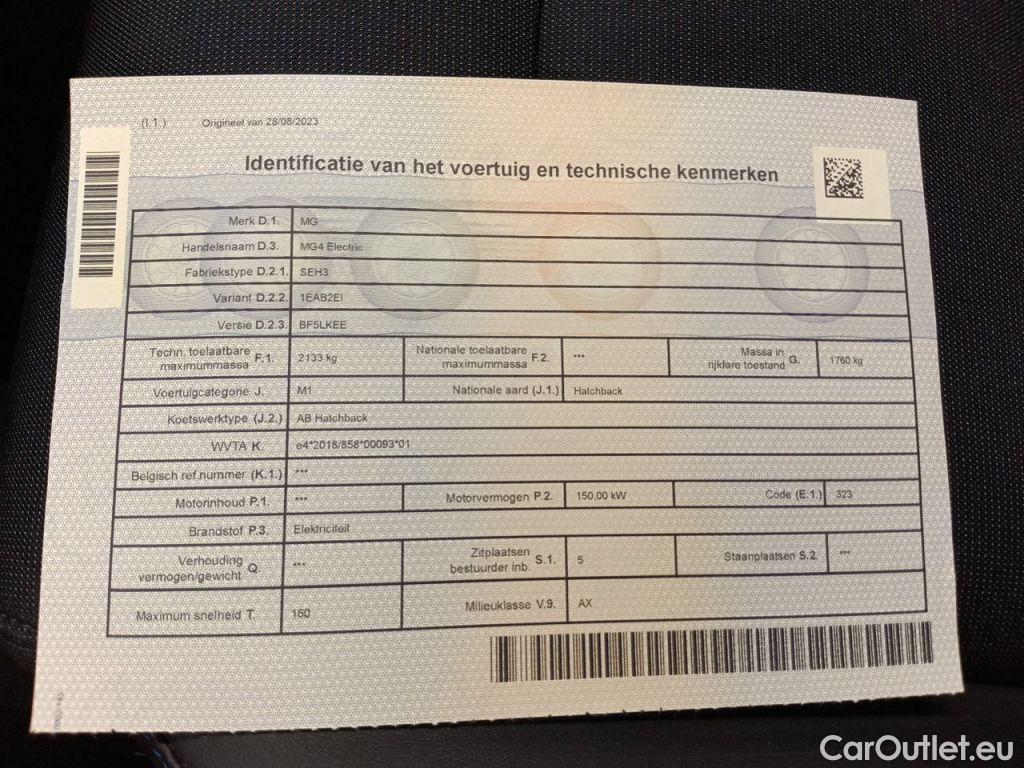 (I.1.) Origineel van 28/08/2023
Identificatie van het voertuig en technische kenmerken
Merk D.1. MG
Handelsnaam D.3. MG4 Electric
Fabriekstype D.2.1. SEH3
Variant D.2.2. 1EAB2EI
Versie D.2.3. BF5LKEE
Techn. toelaatbare maximummassa F.1. 2133 kg Nationale toelaatbare maximummassa F.2. *** Massa in rijklare toestand G. 1760 kg
Voertuigcategorie J. M1 Nationale aard (J.1.) Hatchback
Koetswerktype (J.2.) AB Hatchback
WVTA K. e4*2018/858*00093*01
Belgisch ref.nummer (K.1.) ***
Motorinhoud P.1. *** Motorvermogen P.2. 150,00 kW Code (E.1.) 323
Brandstof P.3. Elektriciteit
Verhouding vermogen/gewicht Q. *** Zitplaatsen bestuurder inb. S.1. 5 Staanplaatsen S.2. ***
Maximum snelheid T. 160 Milieuklasse V.9. AX
CarOutlet.eu